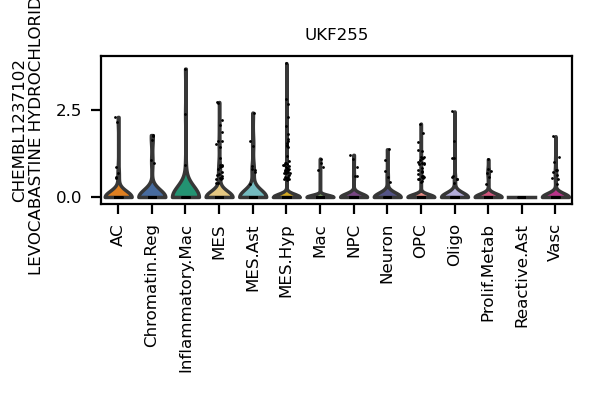 UKF255
CHEMBL1237102
LEVOCABASTINE HYDROCHLORID
2.5
0.0
AC
Chromatin.Reg
Inflammatory.Mac
MES
MES.Ast
MES.Hyp
Mac
NPC
Neuron
OPC
Oligo
Prolif.Metab
Reactive.Ast
Vasc